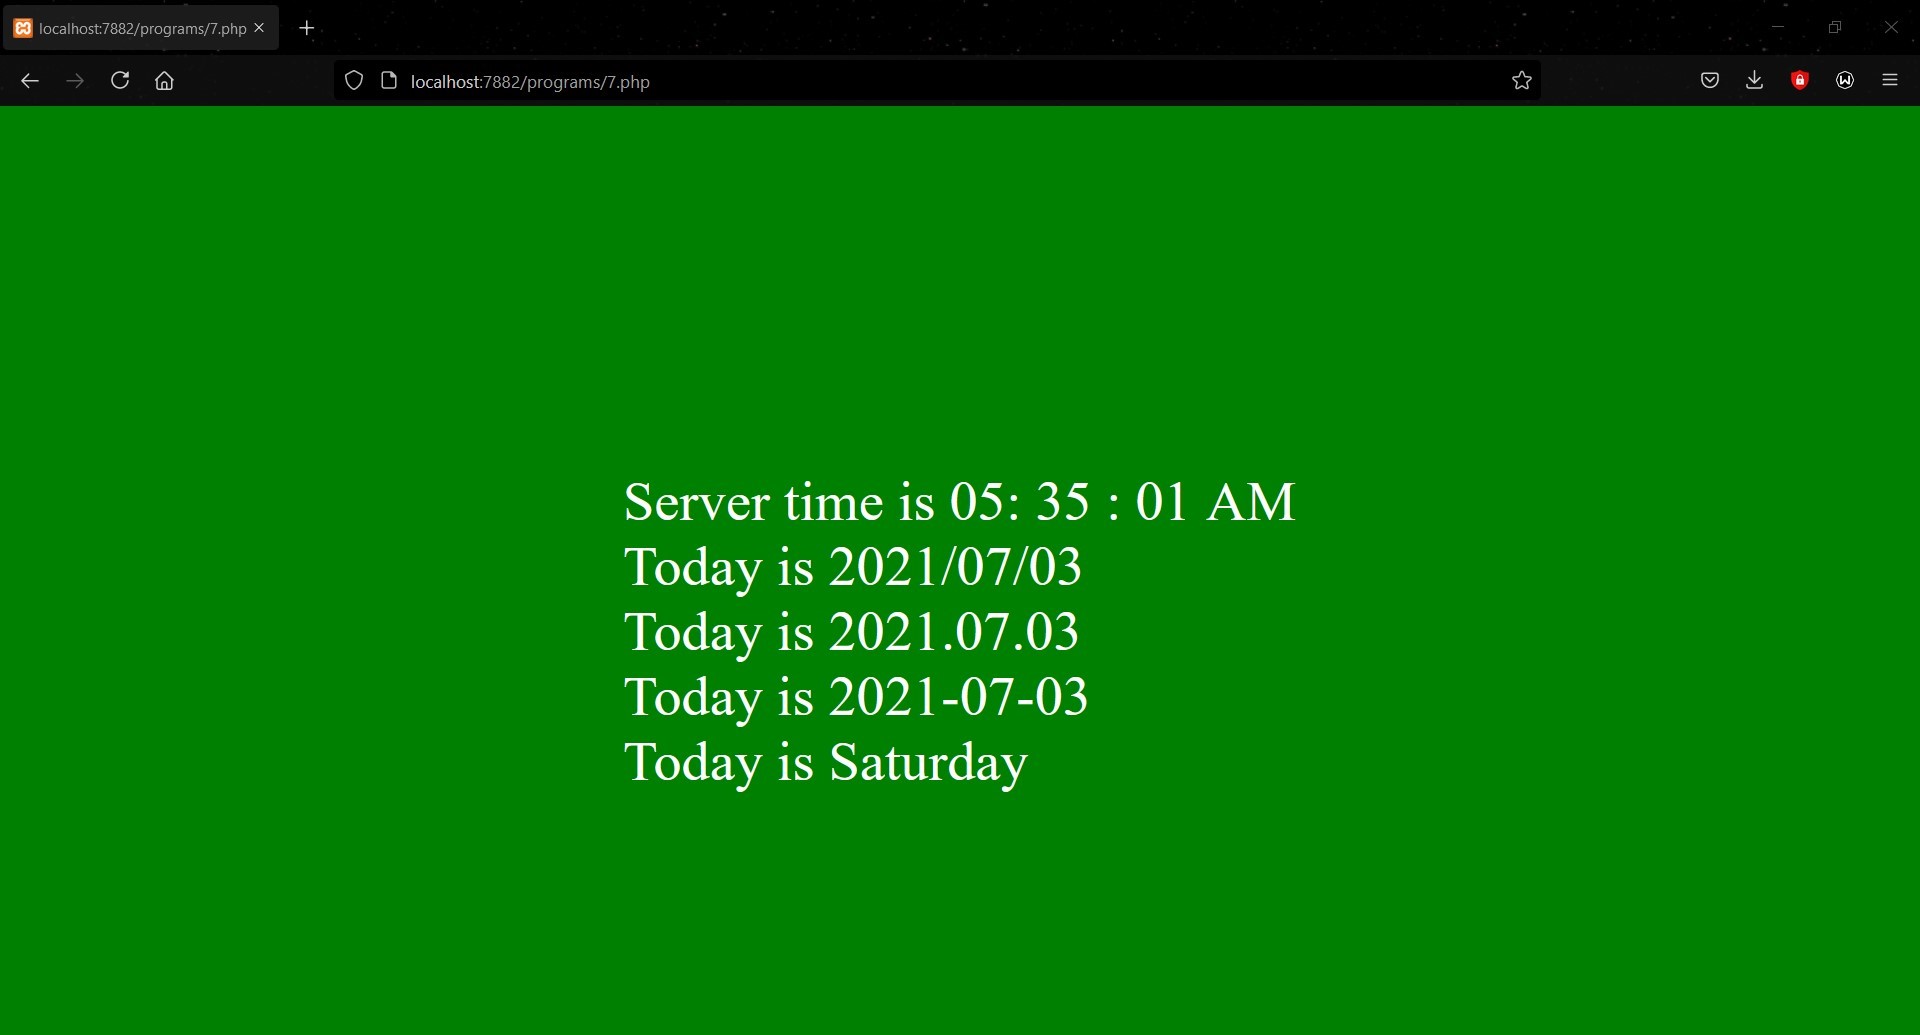 localhost:7882/programs/7.php
localhost:7882/programs/7.php
Server time is 05: 35 : 01 AM
Today is 2021/07/03
Today is 2021.07.03
Today is 2021-07-03
Today is Saturday